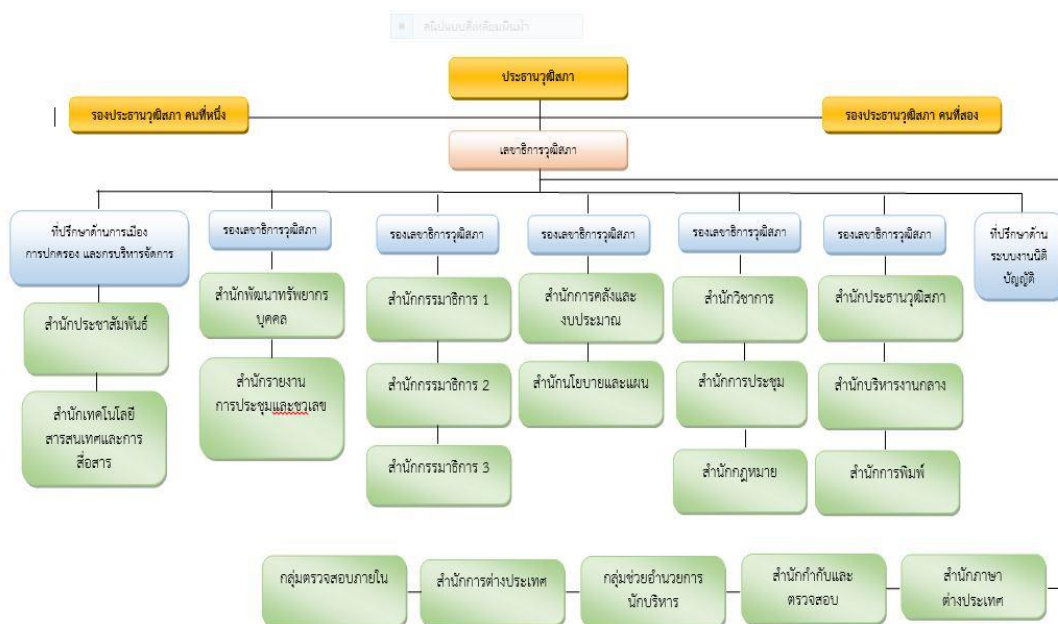 สนิปแบบสี่เหลี่ยมผืนผ้า
ประธานวุฒิสภา
รองประธานวุฒิสภา คนที่หนึ่ง
รองประธานวุฒิสภา คนที่สอง
เลขาธิการวุฒิสภา
ที่ปรึกษาด้านการเมือง
การปกครอง และกรบริหารจัดการ
รองเลขาธิการวุฒิสภา
รองเลขาธิการวุฒิสภา
รองเลขาธิการวุฒิสภา
รองเลขาธิการวุฒิสภา
รองเลขาธิการวุฒิสภา
ที่ปรึกษาด้าน
ระบบงานนิติ
บัญญัติ
สำนักประชาสัมพันธ์
สำนักเทคโนโลยี
สารสนเทศและการ
สื่อสาร
สำนักพัฒนาทรัพยากร
บุคคล
สำนักรายงาน
การประชุมและชวเลข
สำนักกรรมาธิการ 1
สำนักกรรมาธิการ 2
สำนักกรรมาธิการ 3
สำนักการคลังและ
งบประมาณ
สำนักนโยบายและแผน
สำนักวิชาการ
สำนักการประชุม
สำนักกฎหมาย
สำนักประธานวุฒิสภา
สำนักบริหารงานกลาง
สำนักการพิมพ์
กลุ่มตรวจสอบภายใน
สำนักการต่างประเทศ
กลุ่มช่วยอำนวยการ
นักบริหาร
สำนักกำกับและ
ตรวจสอบ
สำนักภาษา
ต่างประเทศ